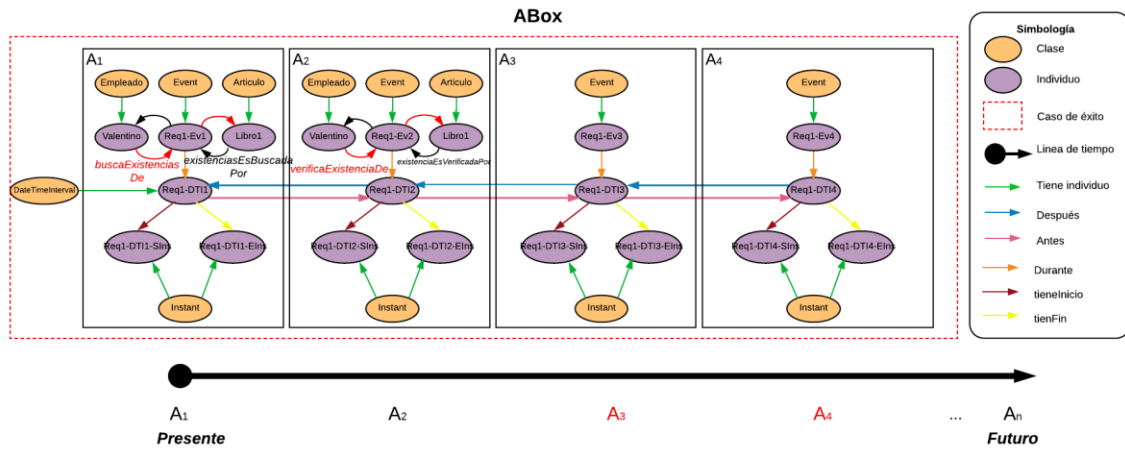 ABox
A1
Empleado
Event
Articulo
Valentino
Req1-Ev1
Libro1
buscaExistencias
De
existenciasEsBuscada
Por
DateTimeInterval
Req1-DTI1
Req1-DTI1-SIns
Req1-DTI1-EIns
Instant
A2
Empleado
Event
Articulo
Valentino
Req1-Ev2
Libro1
verificaExistenciaDe
existenciaEsVerificadaPor
Req1-DTI2
Req1-DTI2-SIns
Req1-DTI2-EIns
Instant
A3
Event
Req1-Ev3
Req1-DTI3
Req1-DTI3-SIns
Req1-DTI3-EIns
Instant
A4
Event
Req1-Ev4
Req1-DTI4
Req1-DTI4-SIns
Req1-DTI4-EIns
Instant
Simbología
Clase
Individuo
Caso de éxito
Linea de tiempo
Tiene individuo
Después
Antes
Durante
tieneInicio
tienFin
A1
A2
A3
A4
...
An
Presente
Futuro